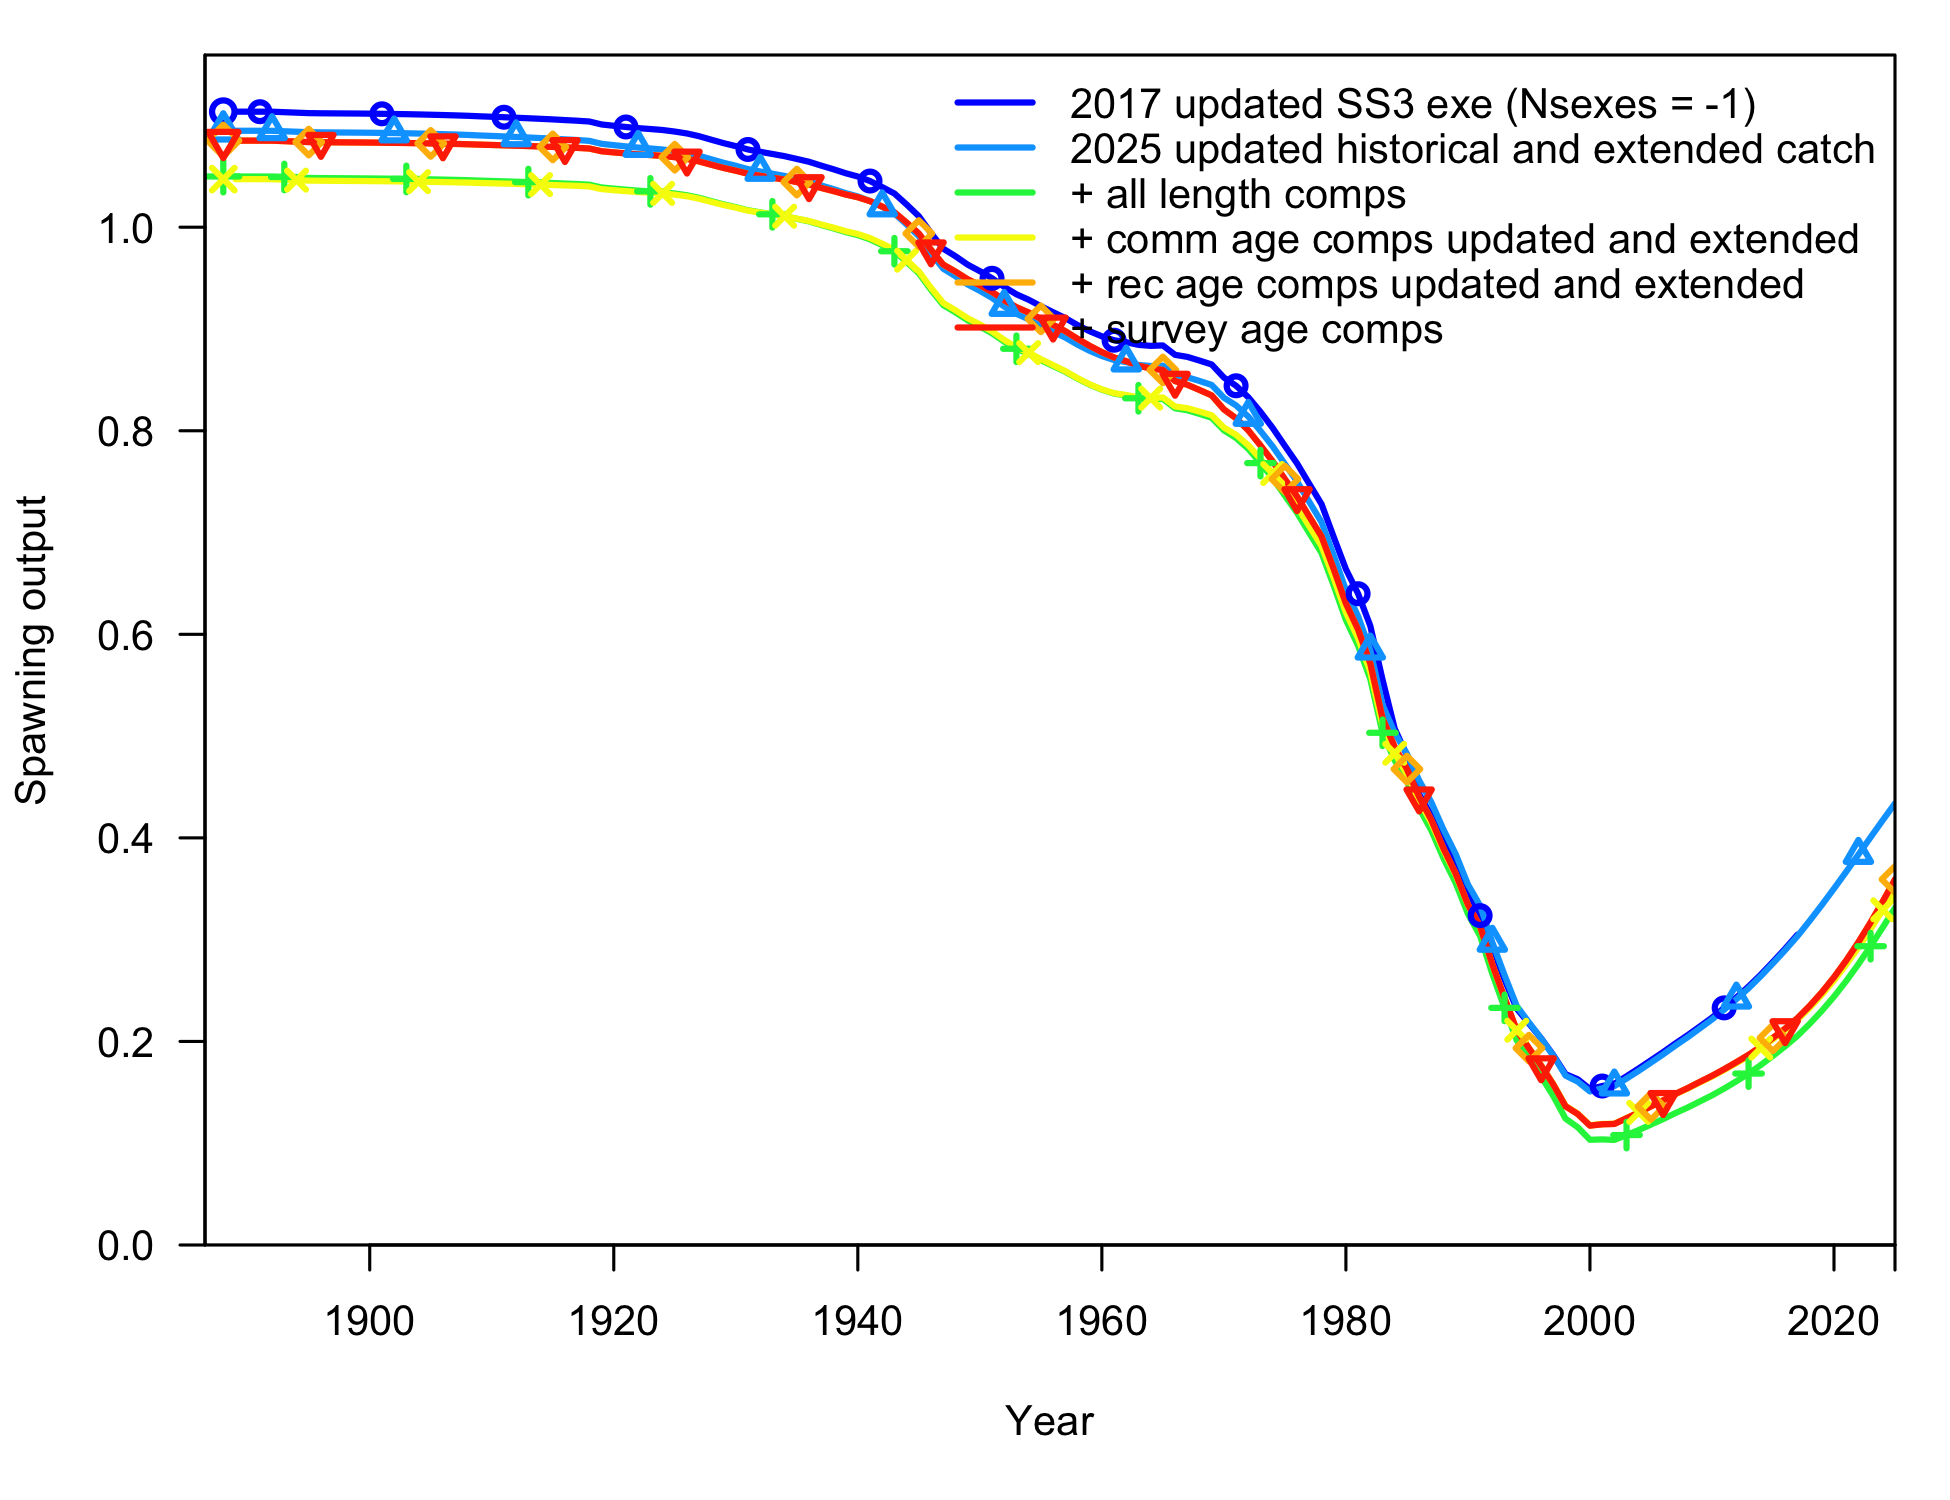 2017 updated SS3 exe (Nsexes = -1)
2025 updated historical and extended catch
+ all length comps
+ comm age comps updated and extended
+ rec age comps updated and extended
+ survey age comps
Spawning output
1.0
0.8
0.6
0.4
0.2
0.0
1900 1920 1940 1960 1980 2000 2020
Year